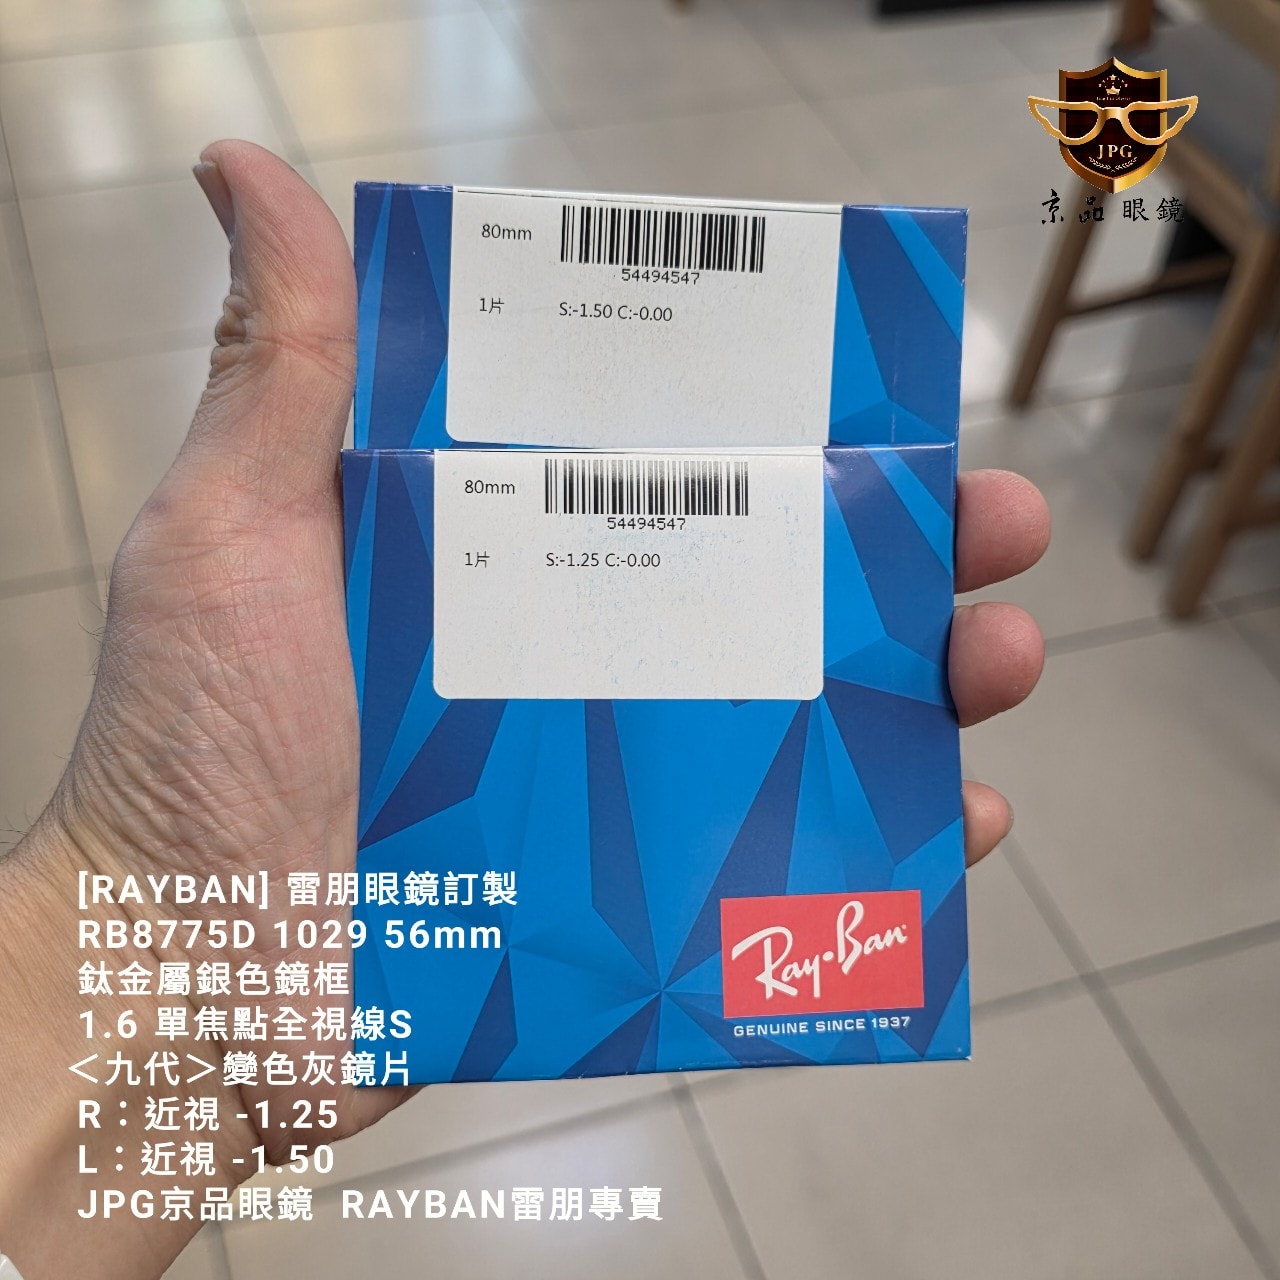 JPG
京品 眼鏡
80mm
54494547
1片 S:-1.50 C:-0.00
80mm
54494547
1片 S:-1.25 C:-0.00
Ray-Ban
GENUINE SINCE 1937
[RAYBAN] 雷朋眼鏡訂製
RB8775D 1029 56mm
鈦金屬銀色鏡框
1.6 單焦點全視線S
＜九代＞變色灰鏡片
R：近視 -1.25
L：近視 -1.50
JPG京品眼鏡 RAYBAN雷朋專賣